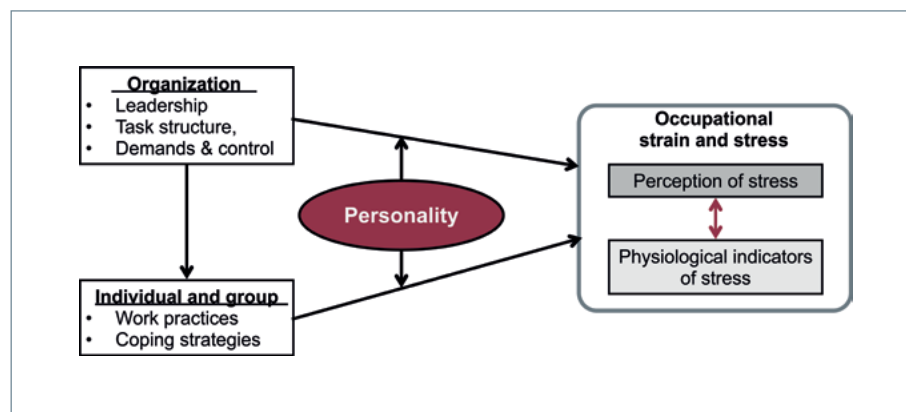 Organization
• Leadership
• Task structure,
• Demands & control
Personality
Individual and group
• Work practices
• Coping strategies
Occupational
strain and stress
Perception of stress
Physiological indicators
of stress